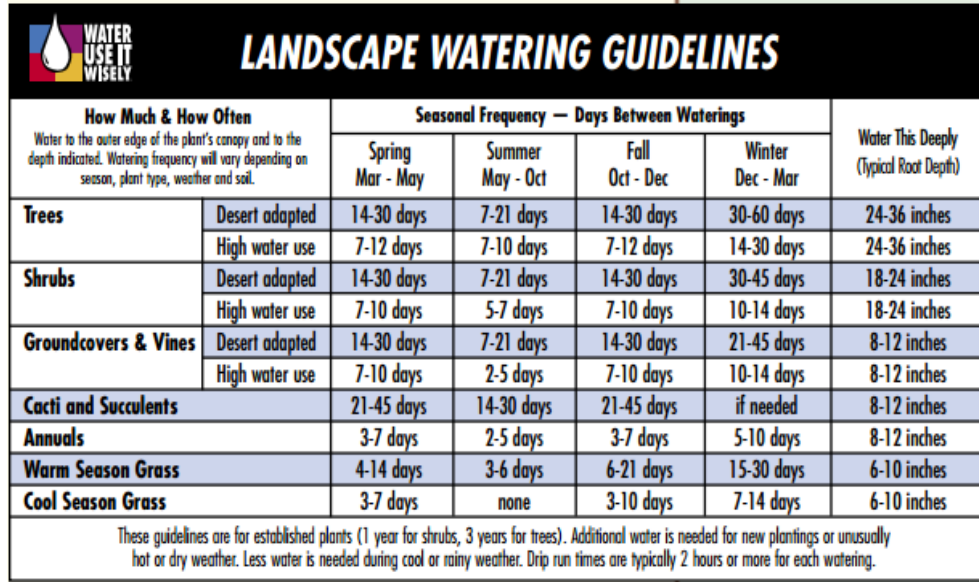 WATER
USE IT
WISELY
LANDSCAPE WATERING GUIDELINES
How Much & How Often
Water to the outer edge of the plant's canopy and to the
depth indicated. Watering frequency will vary depending on
season, plant type, weather and soil.
Seasonal Frequency — Days Between Waterings
Water This Deeply
(Typical Root Depth)
Spring
Mar - May
Summer
May - Oct
Fall
Oct - Dec
Winter
Dec - Mar
Trees Desert adapted 14-30 days 7-21 days 14-30 days 30-60 days 24-36 inches
High water use 7-12 days 7-10 days 7-12 days 14-30 days 24-36 inches
Shrubs Desert adapted 14-30 days 7-21 days 14-30 days 30-45 days 18-24 inches
High water use 7-10 days 5-7 days 7-10 days 10-14 days 18-24 inches
Groundcovers & Vines Desert adapted 14-30 days 7-21 days 14-30 days 21-45 days 8-12 inches
High water use 7-10 days 2-5 days 7-10 days 10-14 days 8-12 inches
Cacti and Succulents 21-45 days 14-30 days 21-45 days if needed 8-12 inches
Annuals 3-7 days 2-5 days 3-7 days 5-10 days 8-12 inches
Warm Season Grass 4-14 days 3-6 days 6-21 days 15-30 days 6-10 inches
Cool Season Grass 3-7 days none 3-10 days 7-14 days 6-10 inches
These guidelines are for established plants (1 year for shrubs, 3 years for trees). Additional water is needed for new plantings or unusually
hot or dry weather. Less water is needed during cool or rainy weather. Drip run times are typically 2 hours or more for each watering.